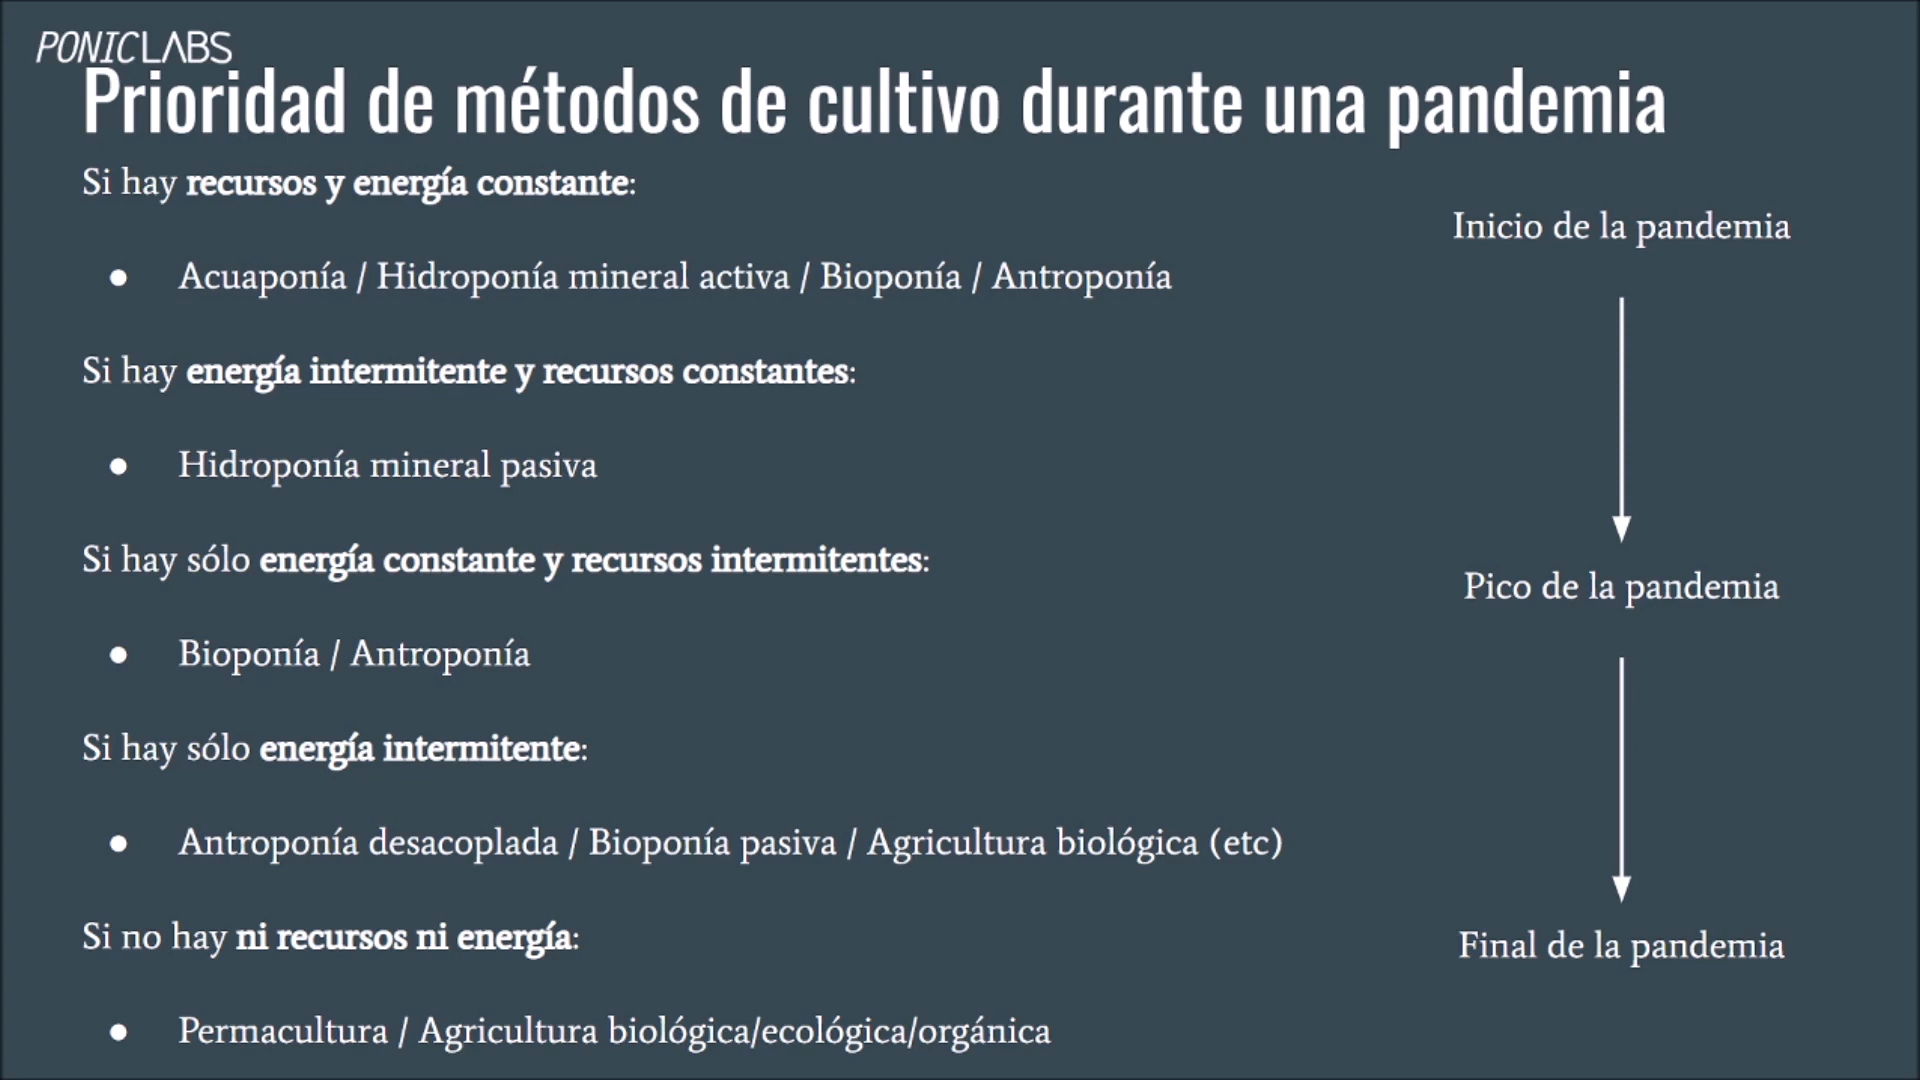 PONICLABS
Prioridad de métodos de cultivo durante una pandemia
Si hay recursos y energía constante:
● Acuaponía / Hidroponía mineral activa / Bioponía / Antroponía
Si hay energía intermitente y recursos constantes:
● Hidroponía mineral pasiva
Si hay sólo energía constante y recursos intermitentes:
● Bioponía / Antroponía
Si hay sólo energía intermitente:
● Antroponía desacoplada / Bioponía pasiva / Agricultura biológica (etc)
Si no hay ni recursos ni energía:
● Permacultura / Agricultura biológica/ecológica/orgánica
Inicio de la pandemia
Pico de la pandemia
Final de la pandemia